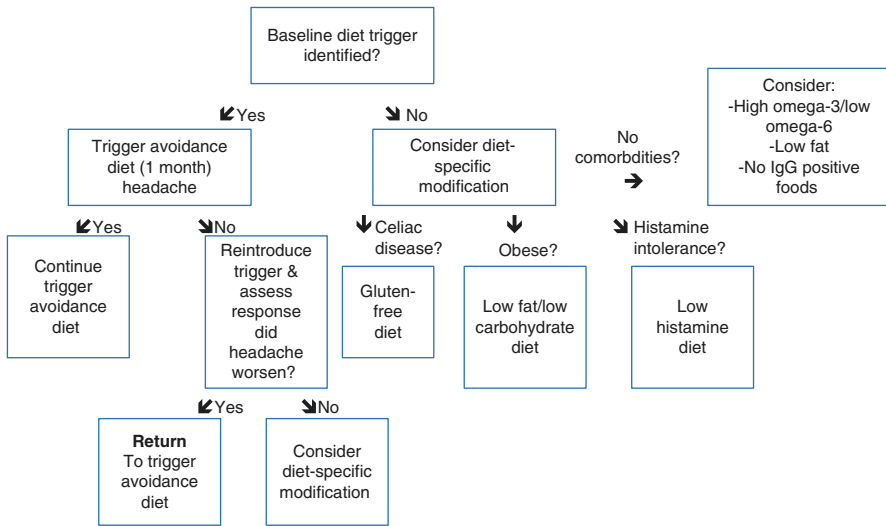 Baseline diet trigger
identified?
Yes
No
Trigger avoidance
diet (1 month)
headache
Consider diet-
specific
modification
No
comorbdities?
Consider:
-High omega-3/low
omega-6
-Low fat
-No IgG positive
foods
Yes
No
Celiac
disease?
Obese?
Histamine
intolerance?
Continue
trigger
avoidance
diet
Reintroduce
trigger &
assess
response
did
headache
worsen?
Gluten-
free
diet
Low fat/low
carbohydrate
diet
Low
histamine
diet
Yes
No
Return
To trigger
avoidance
diet
Consider
diet-specific
modification